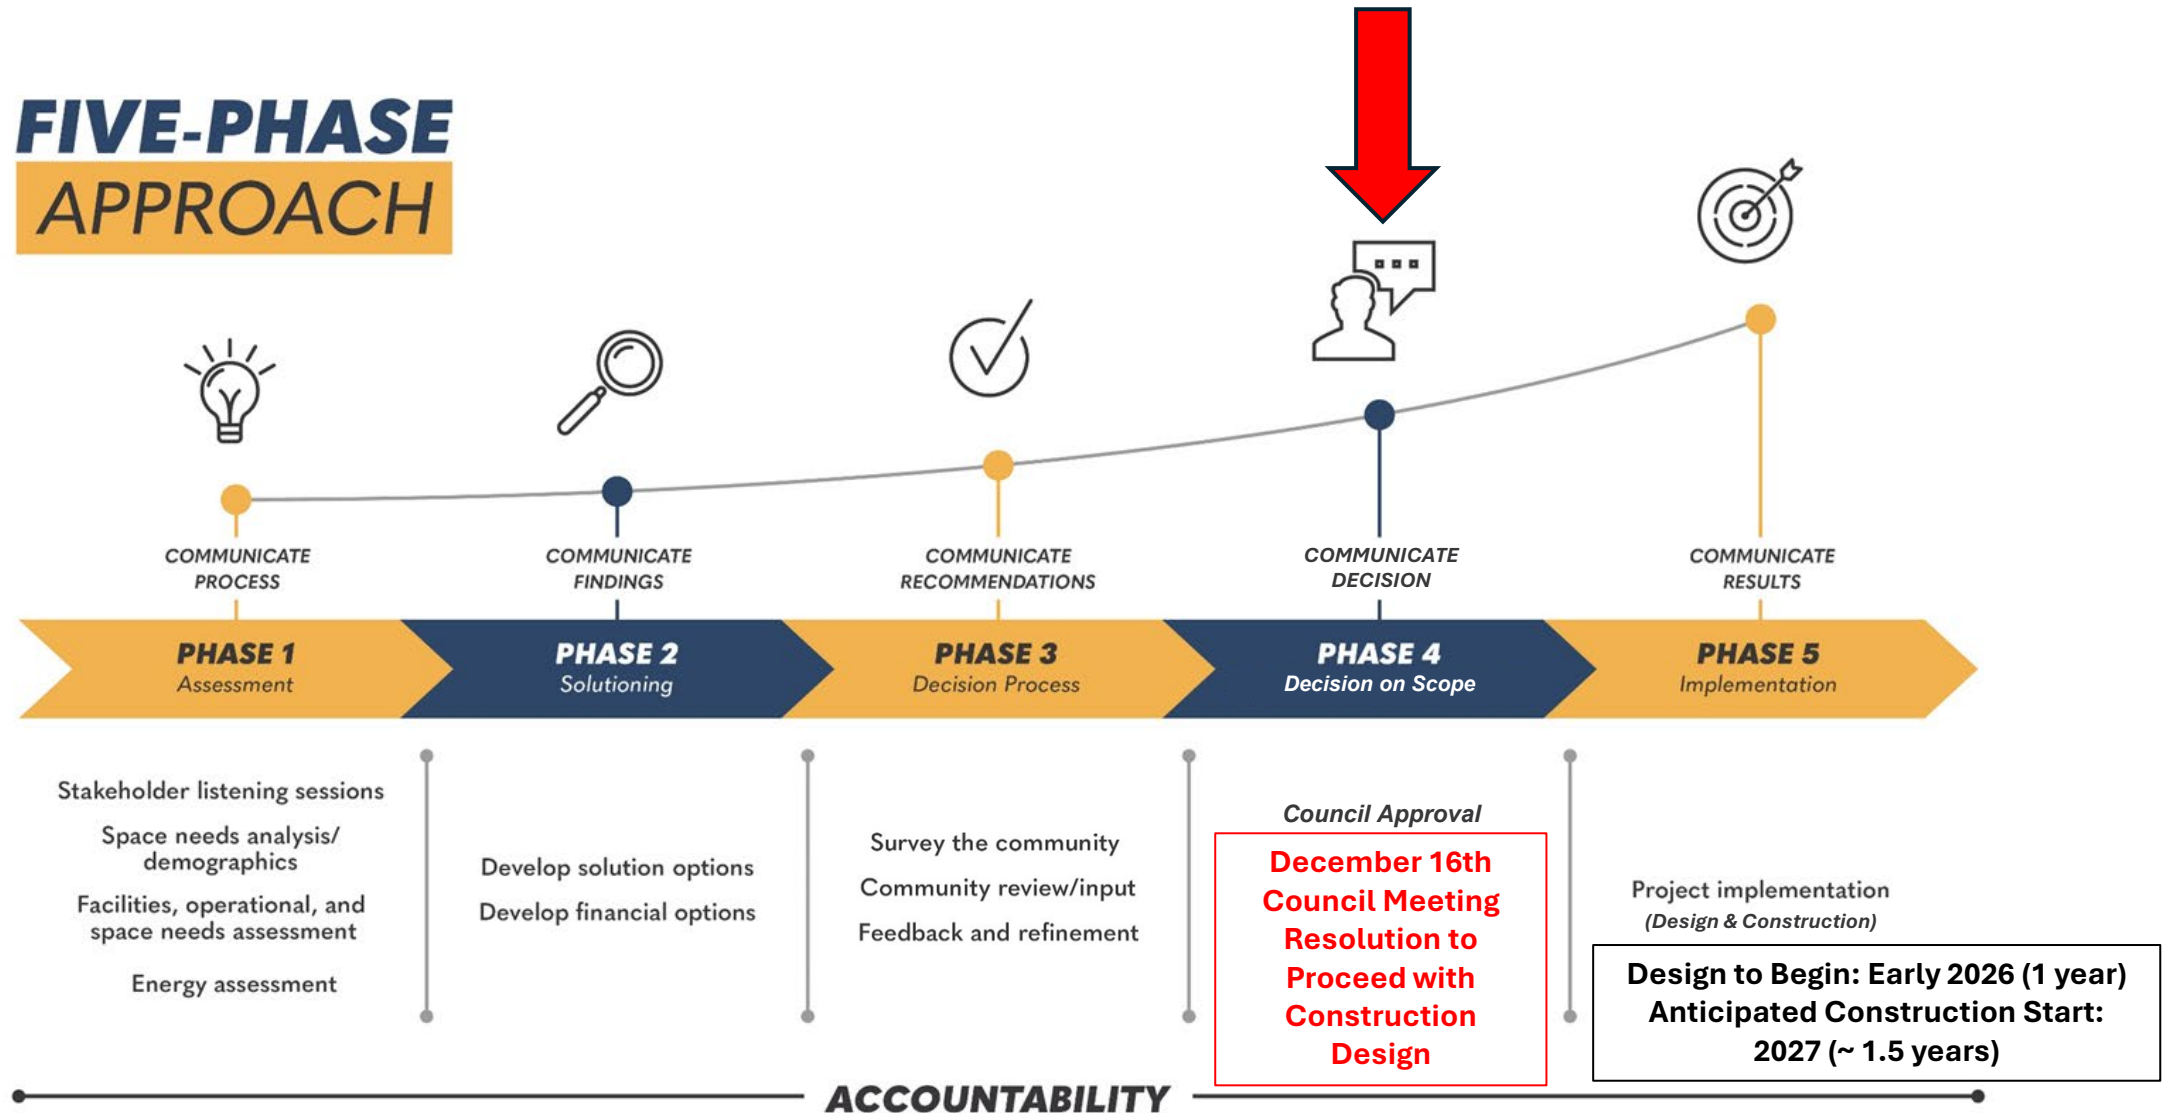 FIVE-PHASE
APPROACH
COMMUNICATE
PROCESS
COMMUNICATE
FINDINGS
COMMUNICATE
RECOMMENDATIONS
COMMUNICATE
DECISION
COMMUNICATE
RESULTS
PHASE 1
Assessment
PHASE 2
Solutioning
PHASE 3
Decision Process
PHASE 4
Decision on Scope
PHASE 5
Implementation
Stakeholder listening sessions
Space needs analysis/
demographics
Facilities, operational, and
space needs assessment
Energy assessment
Develop solution options
Develop financial options
Survey the community
Community review/input
Feedback and refinement
Council Approval
December 16th
Council Meeting
Resolution to
Proceed with
Construction
Design
Project implementation
(Design & Construction)
Design to Begin: Early 2026 (1 year)
Anticipated Construction Start:
2027 (~ 1.5 years)
ACCOUNTABILITY